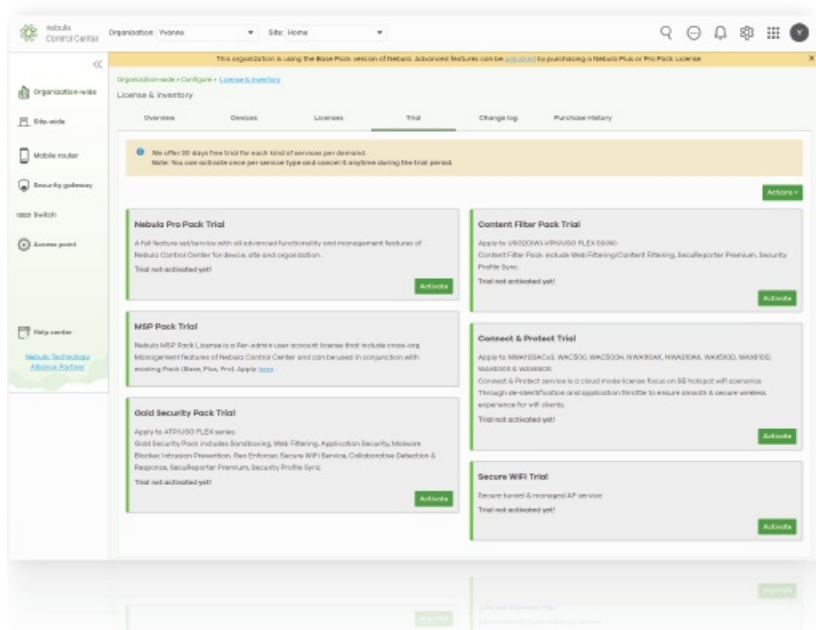 nebula
Control Center
Organization: Yvonne
Site: Home
Y
This organization is using the Base Pack version of Nebula. Advanced features can be unlocked by purchasing a Nebula Plus or Pro Pack License
X
Organization-wide
Site-wide
Mobile router
Security gateway
Switch
Access point
Help center
Nebula Technology
Alliance Partner
Organization-wide > Configure > License & inventory
License & inventory
Overview
Devices
Licenses
Trial
Change log
Purchase History
We offer 30 days free trial for each kind of services per demand.
Note: You can activate once per service type and cancel it anytime during the trial period.
Actions
Nebula Pro Pack Trial
A full feature set/service with all advanced functionality and management features of
Nebula Control Center for device, site and organization.
Trial not activated yet!
Activate
MSP Pack Trial
Nebula MSP Pack License is a Per-admin user account license that include cross-org
Management features of Nebula Control Center and can be used in conjunction with
existing Pack (Base, Plus, Pro). Apply here.
Gold Security Pack Trial
Apply to ATP/USG FLEX series
Gold Security Pack includes Sandboxing, Web Filtering, Application Security, Malware
Blocker, Intrusion Prevention, Geo Enforcer, Secure WiFi Service, Collaborative Detection &
Response, SecuReporter Premium, Security Profile Sync.
Trial not activated yet!
Activate
Content Filter Pack Trial
Apply to
Content Filter Pack include Web Filtering/Content Filtering, SecuReporter Premium, Security
Profile Sync.
Trial not activated yet!
Activate
Connect & Protect Trial
Apply to WAC500, WAC500H,
Connect & Protect service is a cloud mode license focus on hotspot wifi scenarios.
Through de-identification and application throttle to ensure smooth & secure wireless
experience for wifi clients.
Trial not activated yet!
Activate
Secure WiFi Trial
Secure tunnel & managed AP service
Trial not activated yet!
Activate